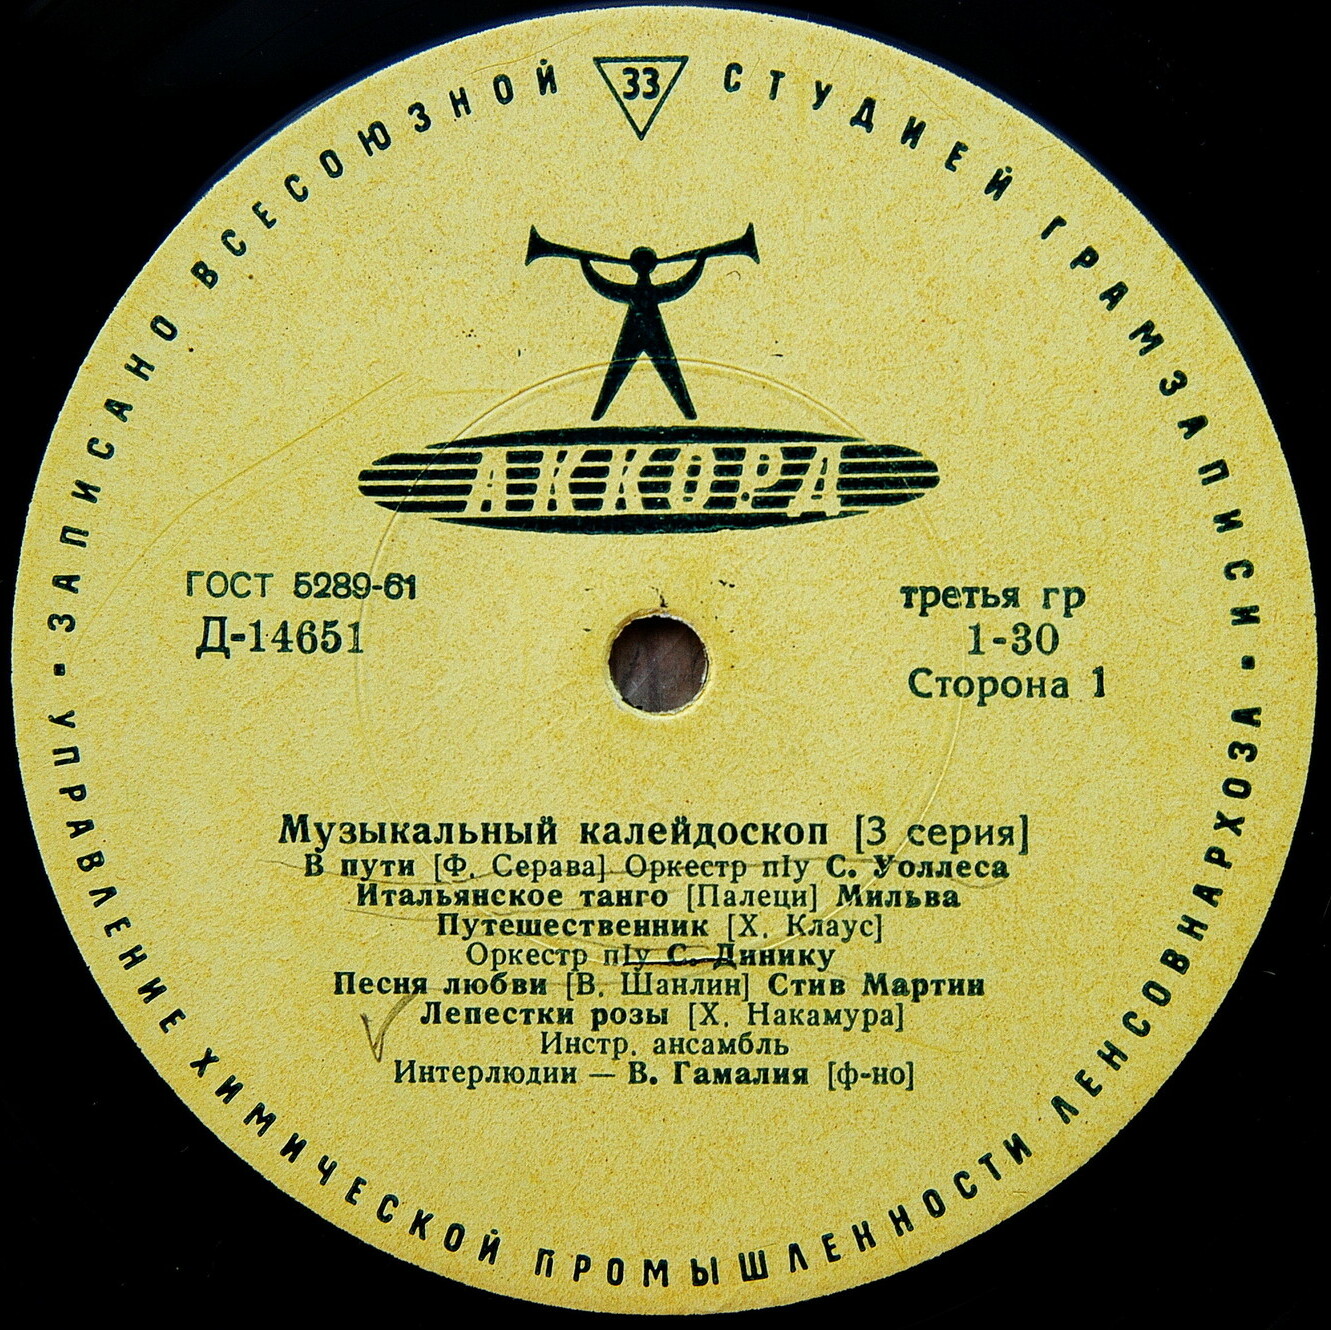 ЗАПИСАНО ВСЕСОЮЗНОЙ СТУДИЕЙ ГРАМЗАПИСИ
33
АККОРД
ГОСТ 5289-61
Д-14651
третья гр
1-30
Сторона 1
Музыкальный калейдоскоп [3 серия]
В пути [Ф. Серава] Оркестр п/у С. Уоллеса
Итальянское танго [Палеци] Мильва
Путешественник [Х. Клаус]
Оркестр п/у С. Динику
Песня любви [В. Шанлин] Стив Мартин
Лепестки розы [Х. Накамура]
Инстр. ансамбль
Интерлюдии — В. Гамалия [ф-но]
УПРАВЛЕНИЕ ХИМИЧЕСКОЙ ПРОМЫШЛЕННОСТИ ЛЕНСОВНАРХОЗА